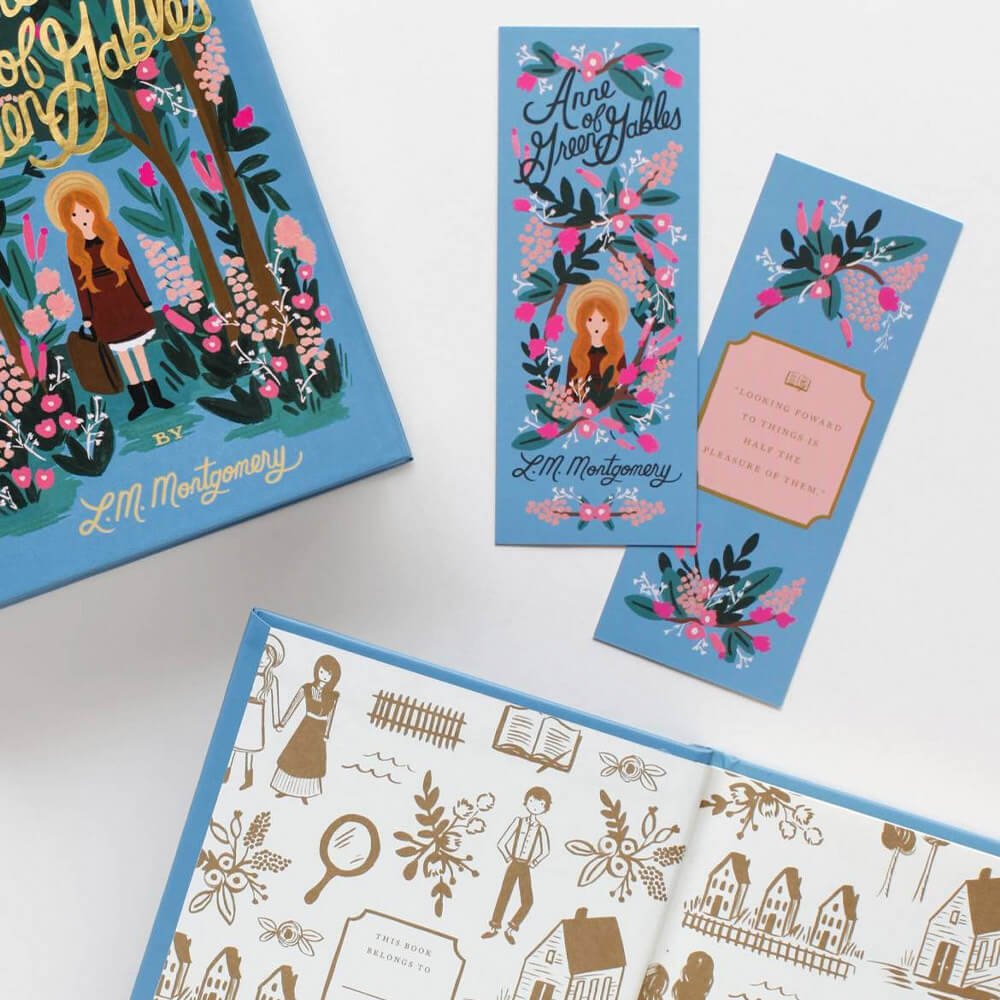 of
Gables
BY
L.M. Montgomery
Anne
of
Green Gables
L.M. Montgomery
"LOOKING FOWARD
TO THINGS IS
HALF THE
PLEASURE OF THEM."
THIS BOOK
BELONGS TO